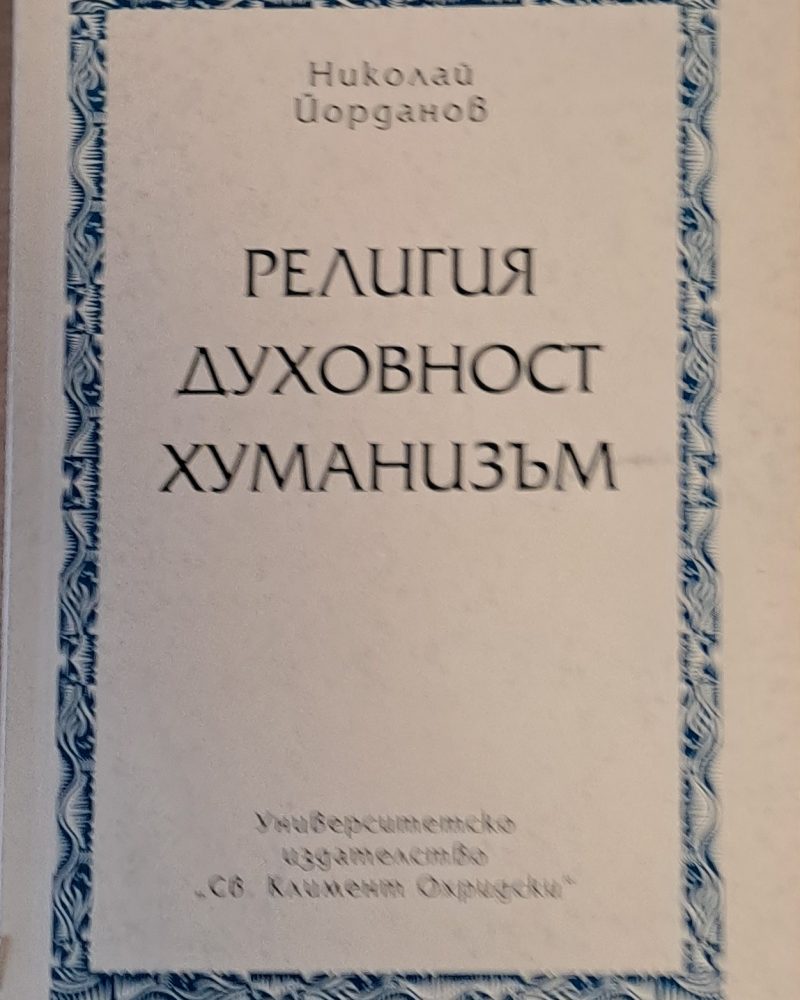 Николай
Йорданов
РЕЛИГИЯ
ДУХОВНОСТ
ХУМАНИЗЪМ
Университетско
издателство
„Св. Климент Охридски“